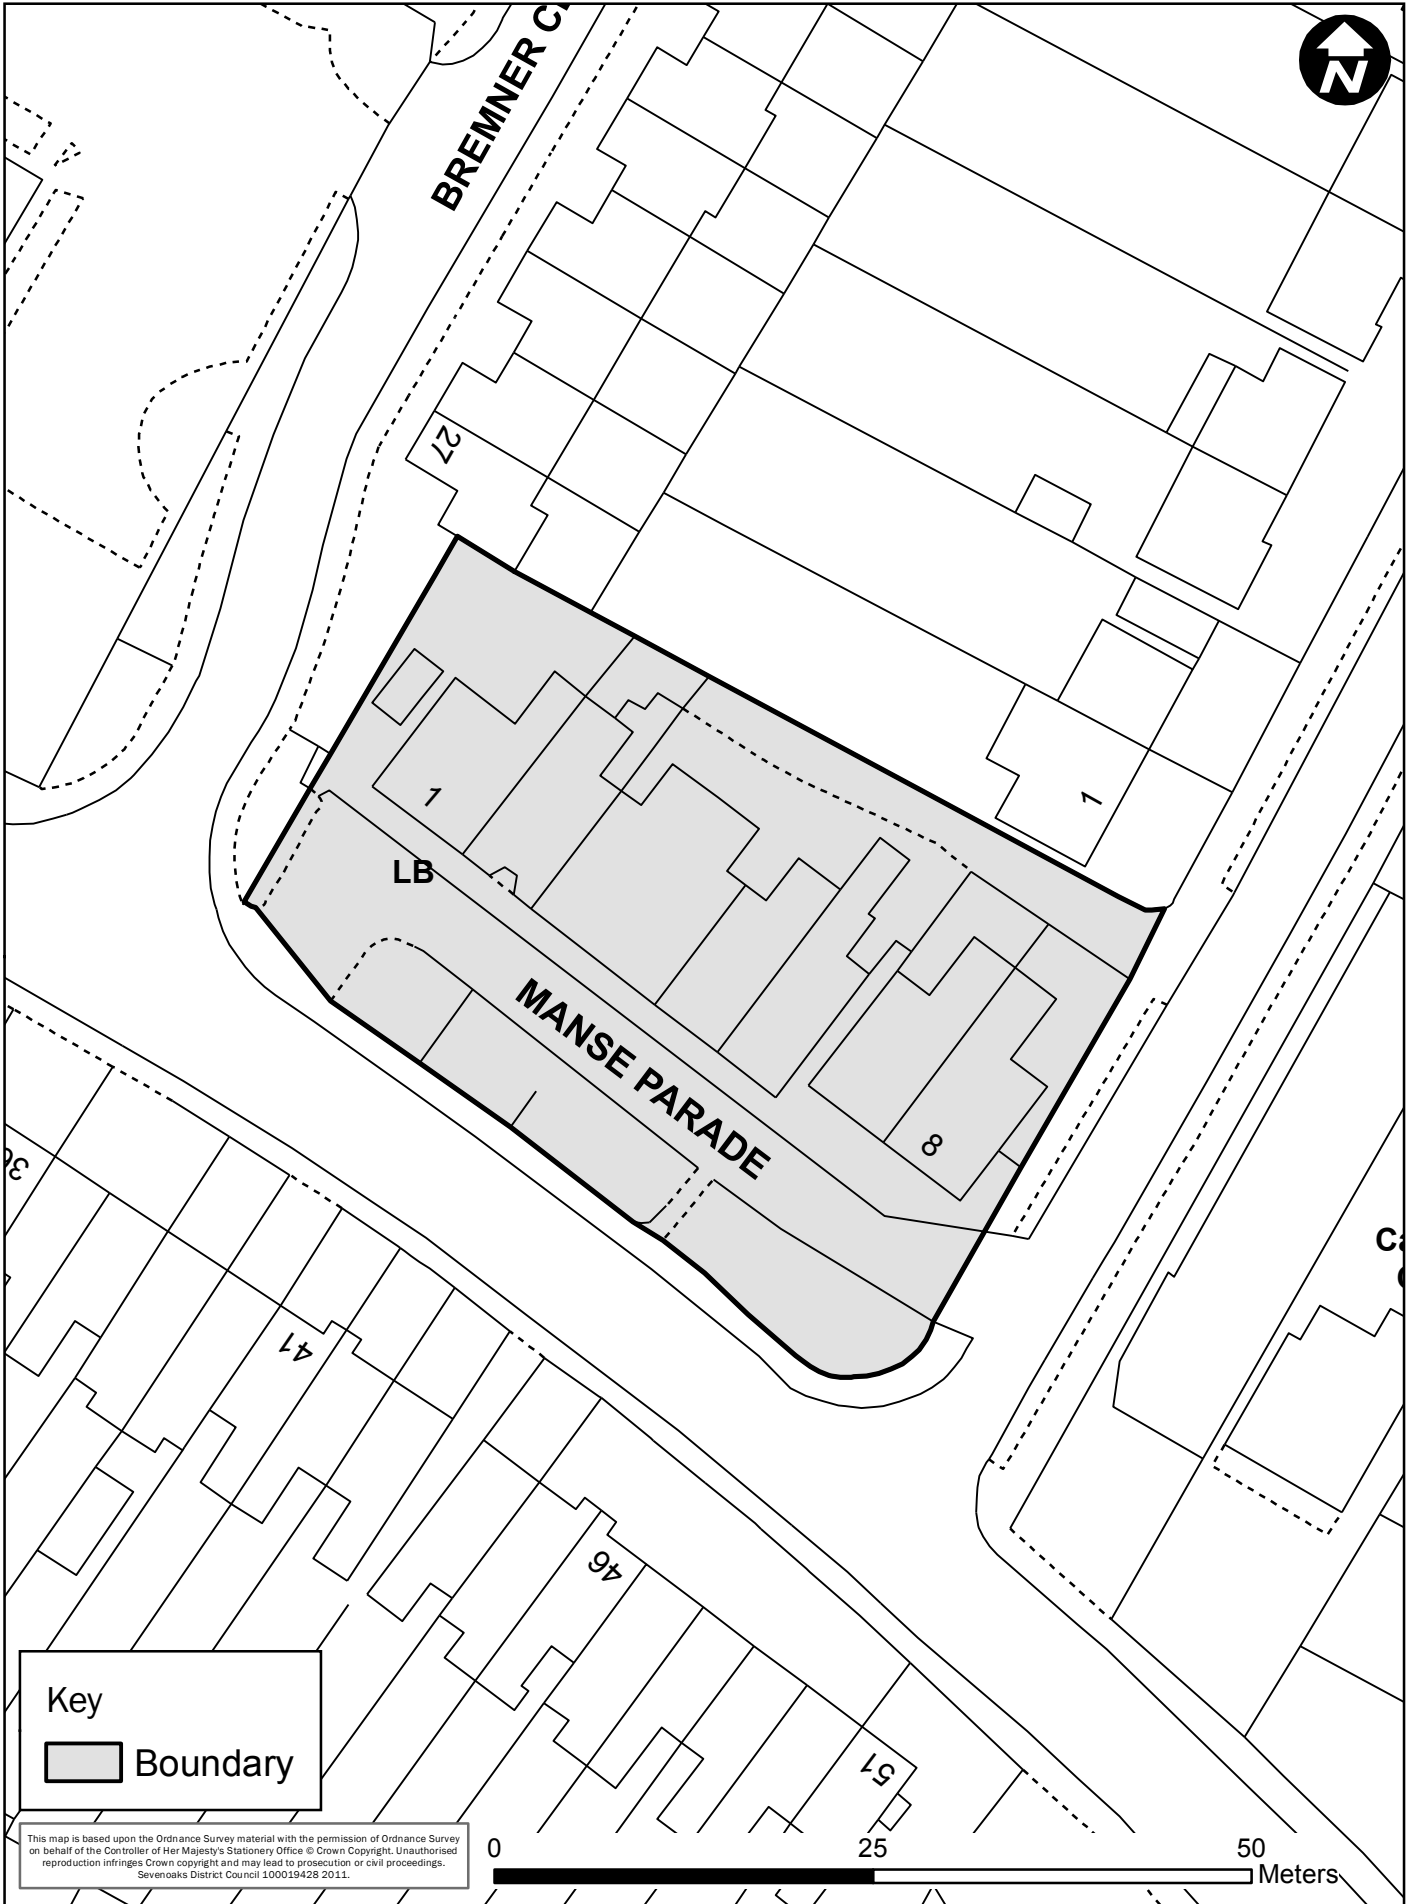 BREMNER
N
27
1
1
LB
MANSE PARADE
8
41
46
51
Key
Boundary
This map is based upon the Ordnance Survey material with the permission of Ordnance Survey
on behalf of the Controller of Her Majesty's Stationery Office © Crown Copyright. Unauthorised
reproduction infringes Crown copyright and may lead to prosecution or civil proceedings.
Sevenoaks District Council 100019428 2011.
0 25 50
Meters